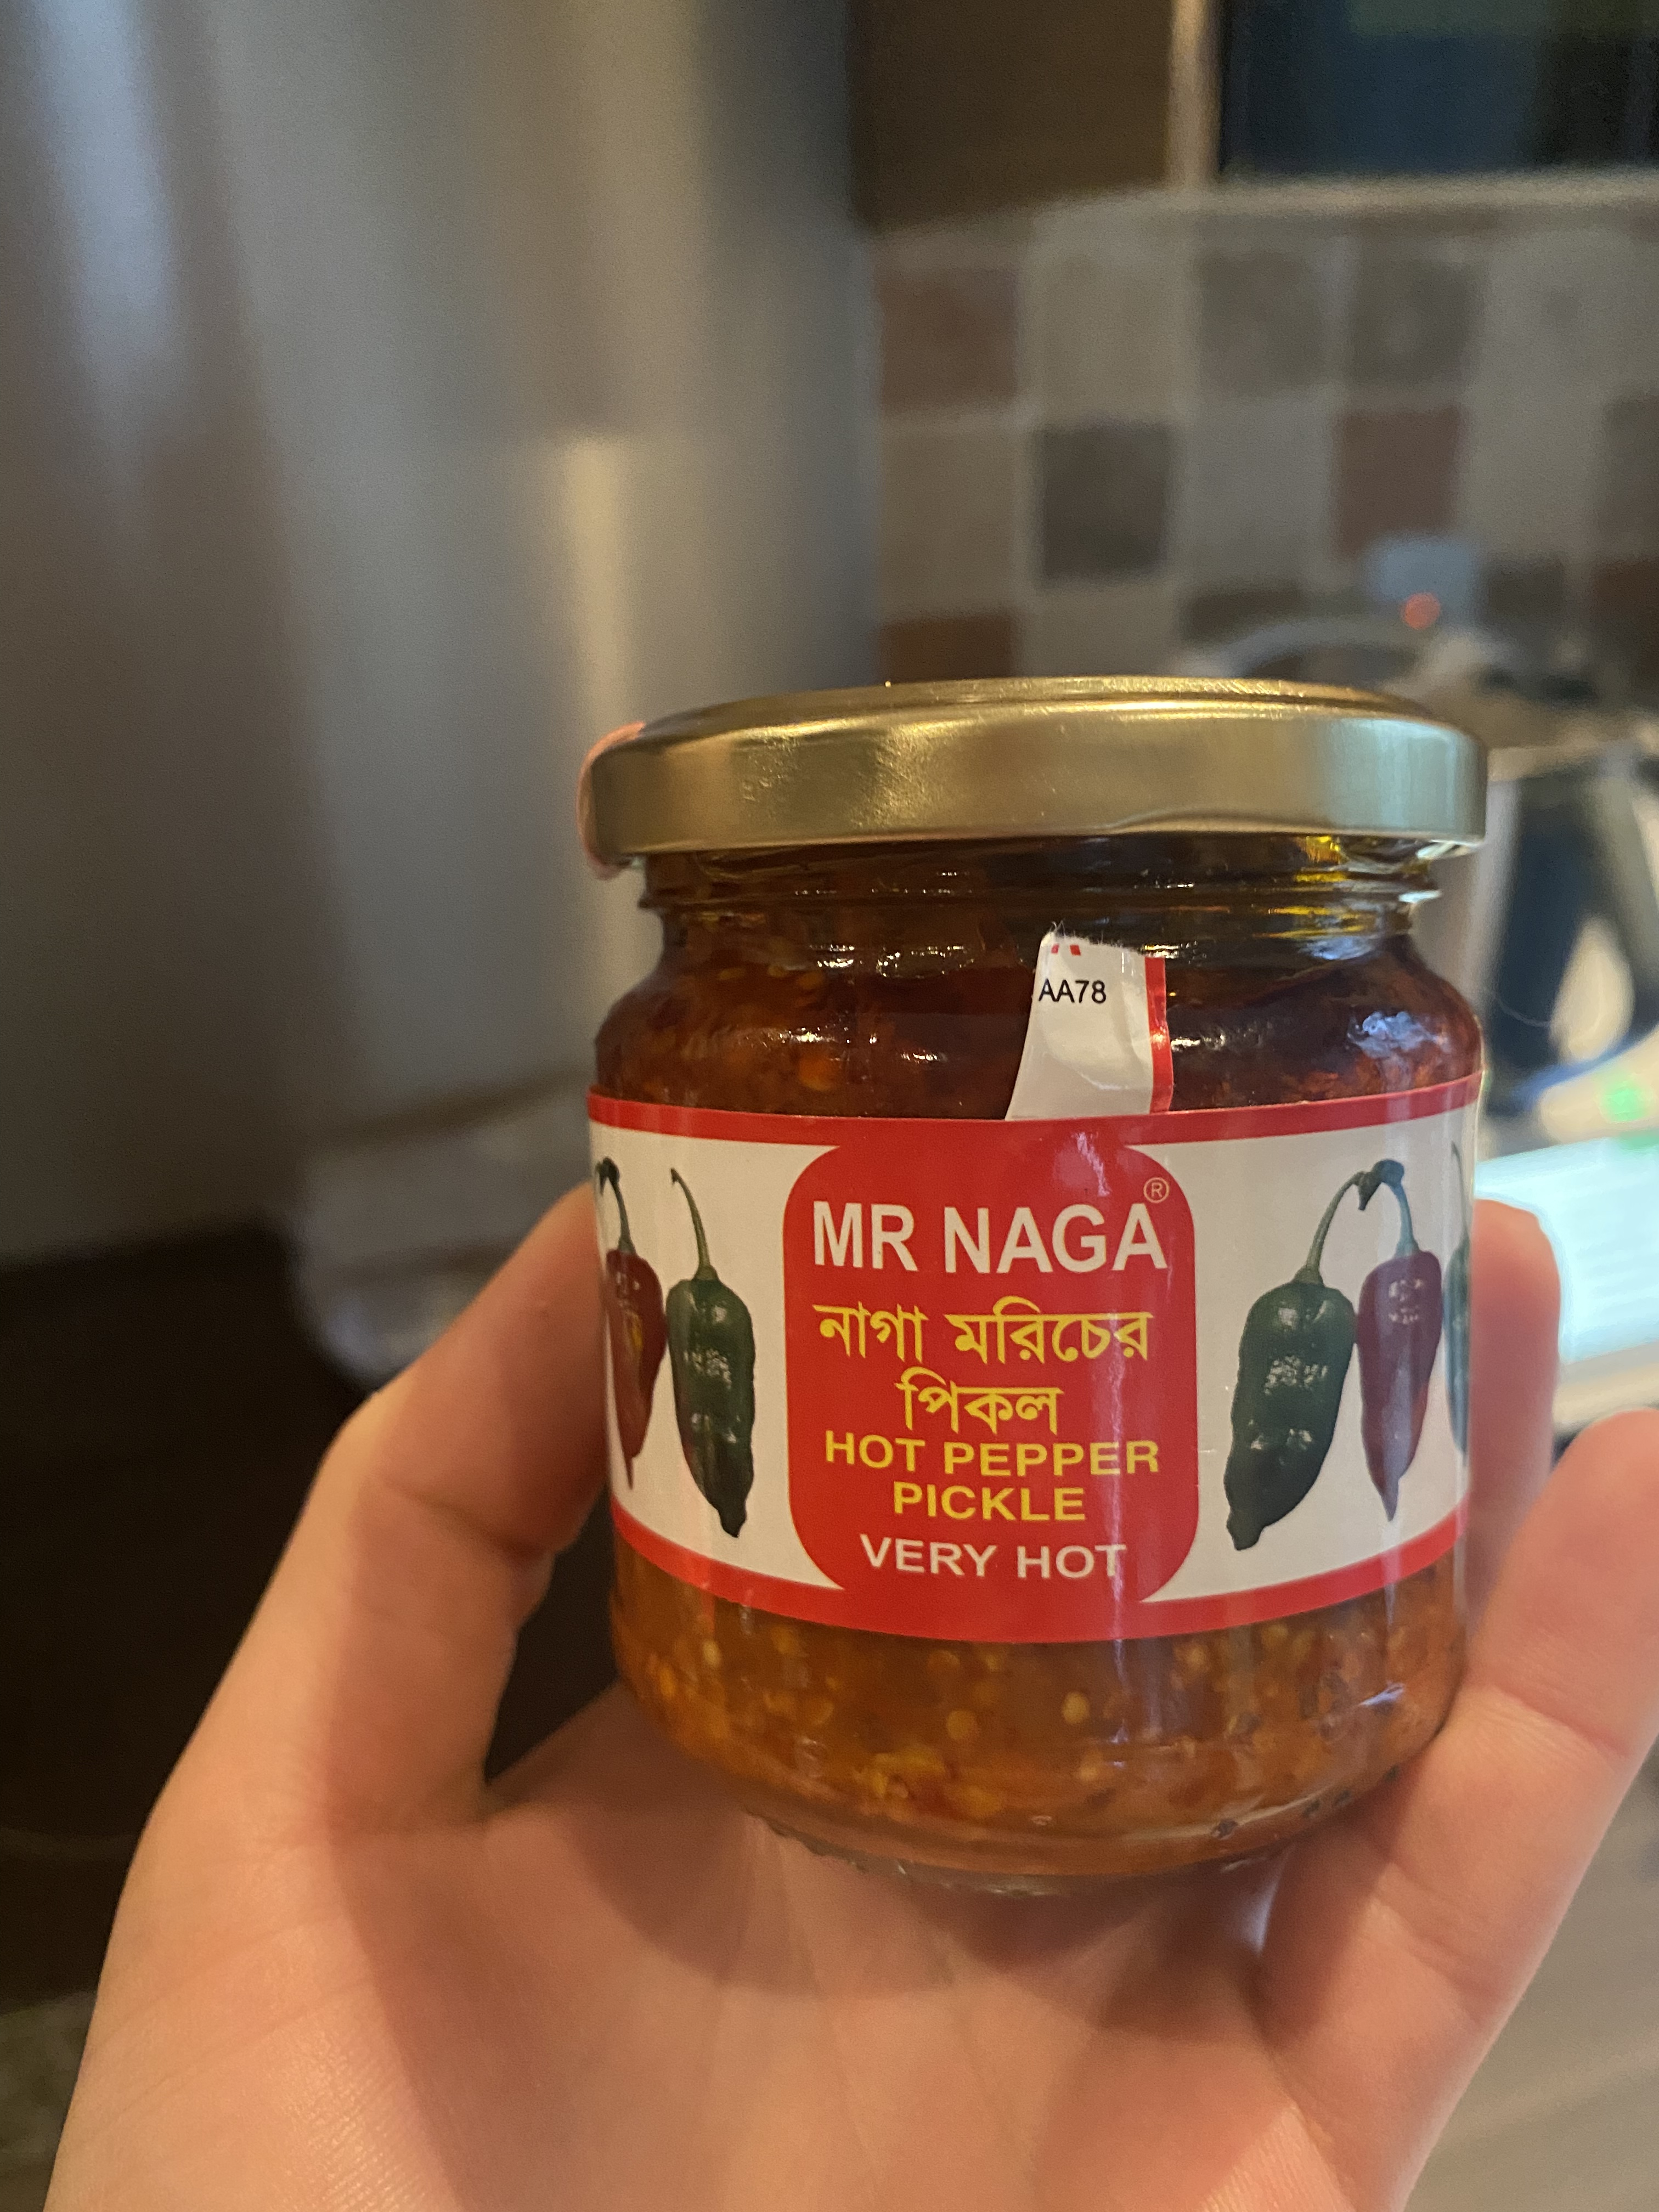 AA78
MR NAGA®
নাগা মরিচের
পিকল
HOT PEPPER
PICKLE
VERY HOT